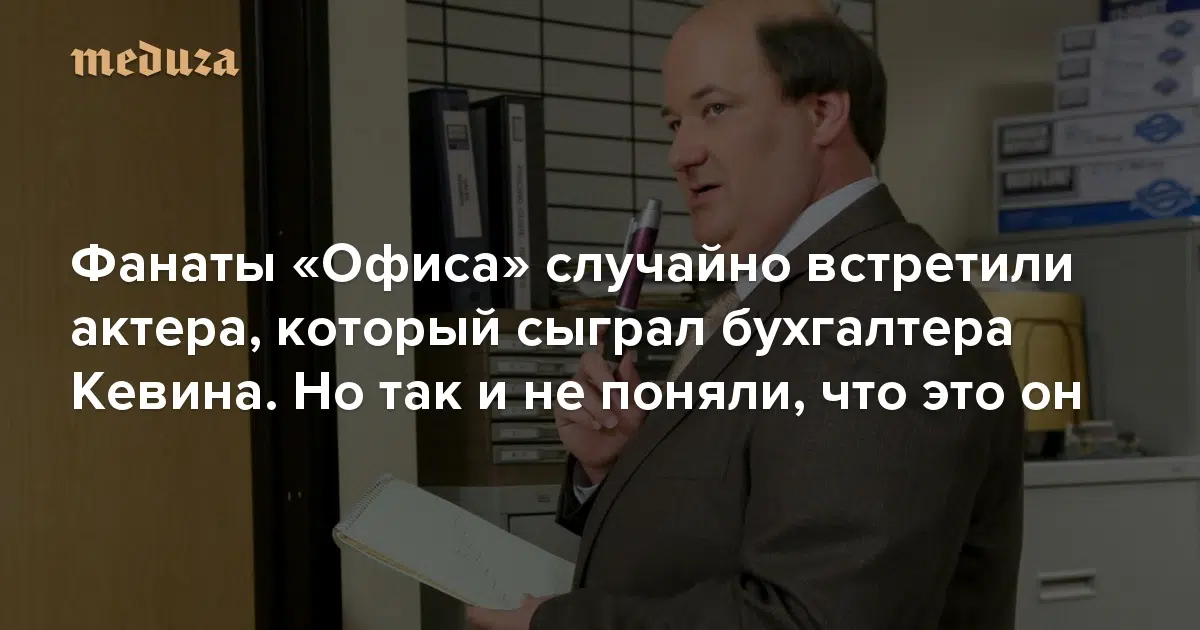 meduza
Фанаты «Офиса» случайно встретили
актера, который сыграл бухгалтера
Кевина. Но так и не поняли, что это он